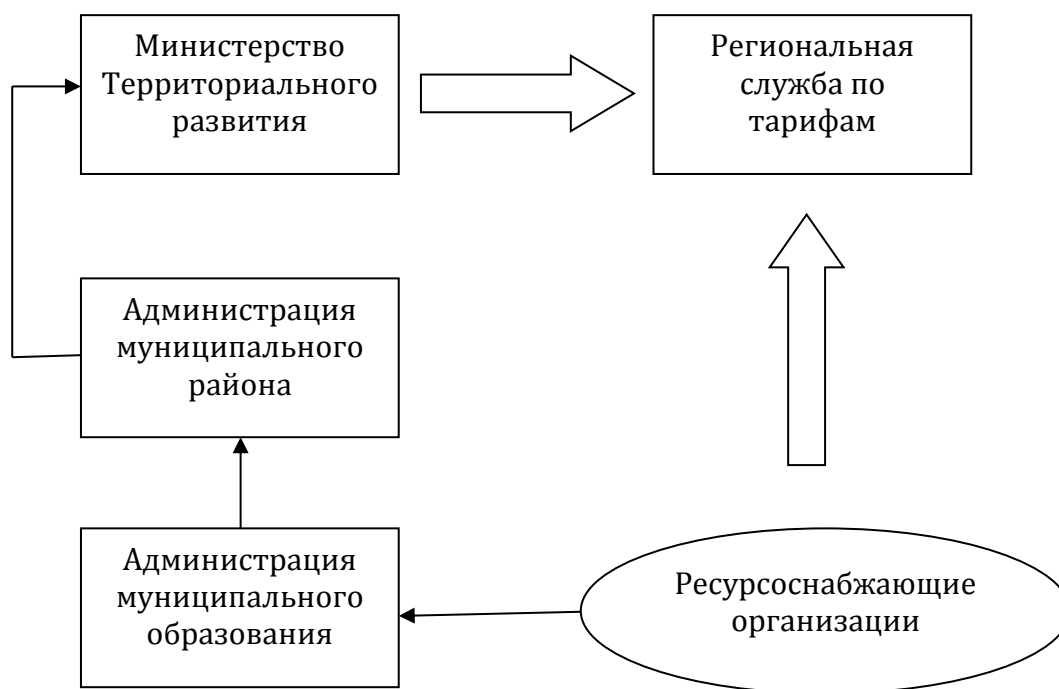 Министерство
Территориального
развития
Региональная
служба по
тарифам
Администрация
муниципального
района
Администрация
муниципального
образования
Ресурсоснабжающие
организации